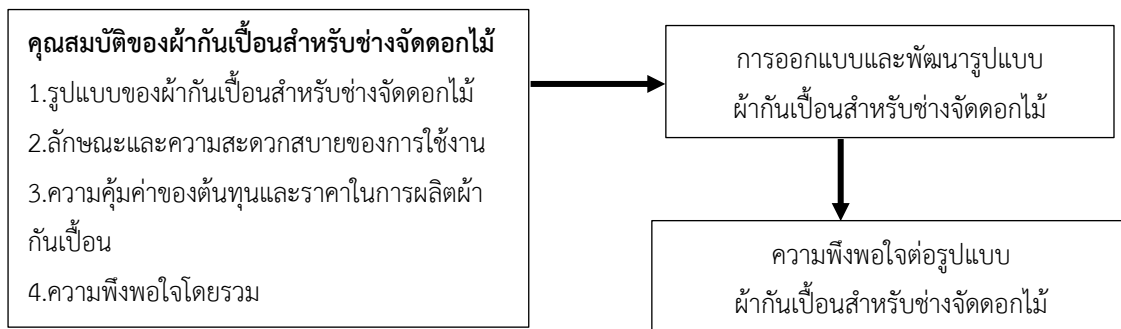 คุณสมบัติของผ้ากันเปื้อนสำหรับช่างจัดดอกไม้
1.รูปแบบของผ้ากันเปื้อนสำหรับช่างจัดดอกไม้
2.ลักษณะและความสะดวกสบายของการใช้งาน
3.ความคุ้มค่าของต้นทุนและราคาในการผลิตผ้า
กันเปื้อน
4.ความพึงพอใจโดยรวม
การออกแบบและพัฒนารูปแบบ
ผ้ากันเปื้อนสำหรับช่างจัดดอกไม้
ความพึงพอใจต่อรูปแบบ
ผ้ากันเปื้อนสำหรับช่างจัดดอกไม้